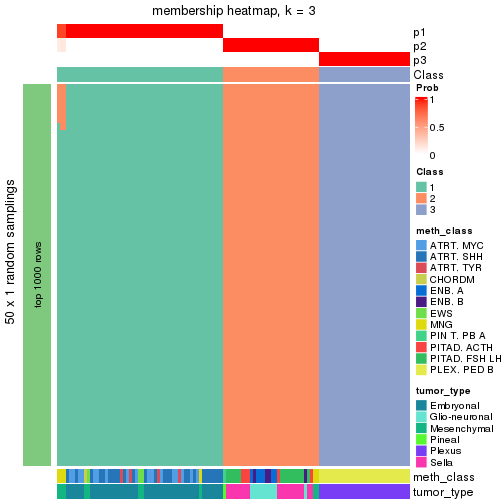 membership heatmap, k = 3
p1
p2
p3
Class
50 x 1 random samplings
top 1000 rows
Prob
1
0.5
0
Class
1
2
3
meth_class
ATRT. MYC
ATRT. SHH
ATRT. TYR
CHORDM
ENB. A
ENB. B
EWS
MNG
PIN T. PB A
PITAD. ACTH
PITAD. FSH LH
PLEX. PED B
tumor_type
Embryonal
Glio-neuronal
Mesenchymal
Pineal
Plexus
Sella
meth_class
tumor_type